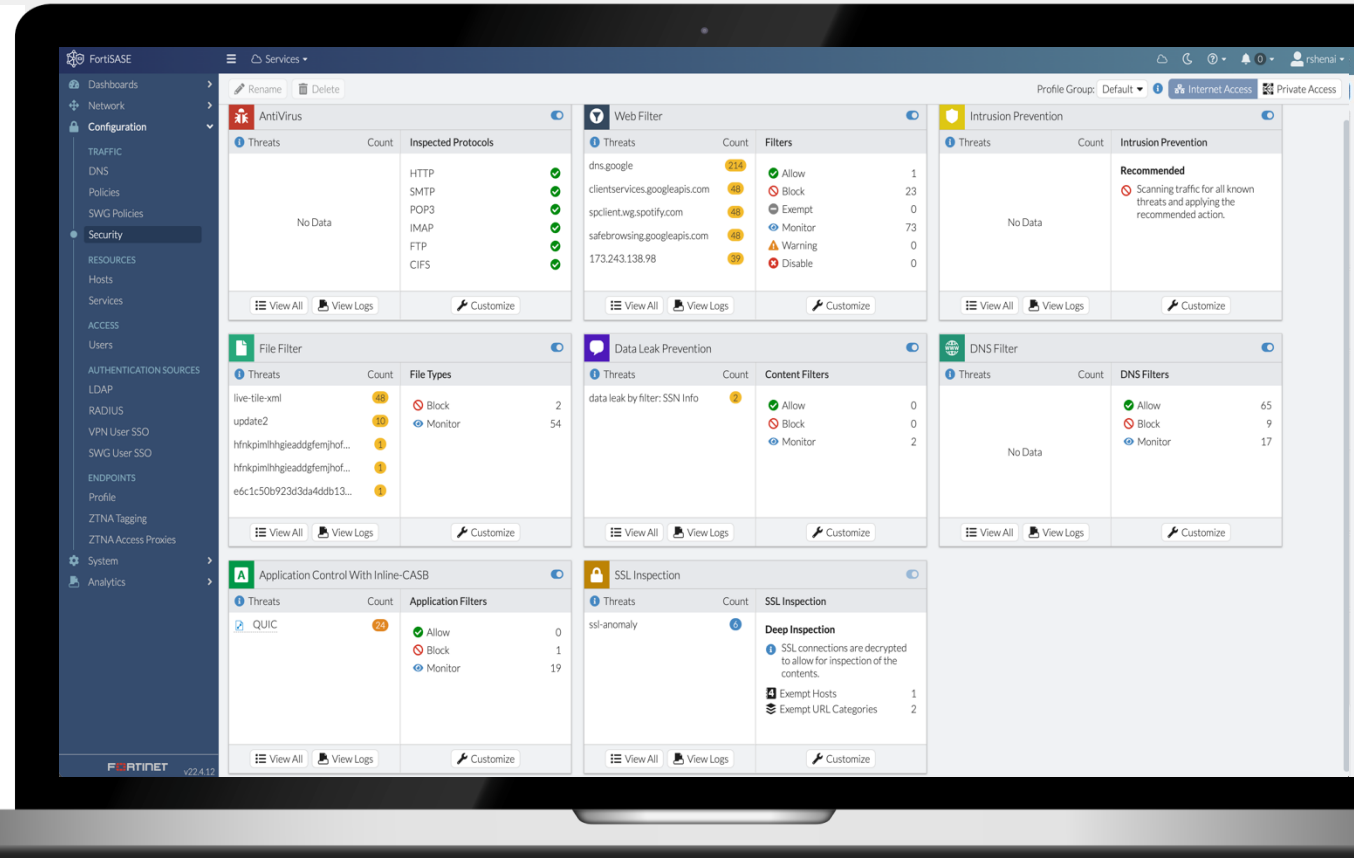 FortiSASE
Services
0
rshenai
Dashboards
Network
Configuration
TRAFFIC
DNS
Policies
SWG Policies
Security
RESOURCES
Hosts
Services
ACCESS
Users
AUTHENTICATION SOURCES
LDAP
RADIUS
VPN User SSO
SWG User SSO
ENDPOINTS
Profile
ZTNA Tagging
ZTNA Access Proxies
System
Analytics
FORTINET v22.4.12
Rename Delete
Profile Group: Default Internet Access Private Access
AntiVirus
Threats Count Inspected Protocols
No Data
HTTP
SMTP
POP3
IMAP
FTP
CIFS
View All View Logs Customize
Web Filter
Threats Count Filters
dns.google 214
clientservices.googleapis.com 48
spclient.wg.spotify.com 48
safebrowsing.googleapis.com 48
173.243.138.98 39
Allow 1
Block 23
Exempt 0
Monitor 73
Warning 0
Disable 0
View All View Logs Customize
Intrusion Prevention
Threats Count Intrusion Prevention
No Data
Recommended
Scanning traffic for all known
threats and applying the
recommended action.
View All View Logs Customize
File Filter
Threats Count File Types
live-tile-xml 48
update2 10
hfnkpimlhhgieaddgfemjhof... 1
hfnkpimlhhgieaddgfemjhof... 1
e6c1c50b923d3da4ddb13... 1
Block 2
Monitor 54
View All View Logs Customize
Data Leak Prevention
Threats Count Content Filters
data leak by filter: SSN Info 2
Allow 0
Block 0
Monitor 2
View All View Logs Customize
www
DNS Filter
Threats Count DNS Filters
No Data
Allow 65
Block 9
Monitor 17
View All View Logs Customize
A
Application Control With Inline-CASB
Threats Count Application Filters
QUIC 24
Allow 0
Block 1
Monitor 19
View All View Logs Customize
SSL Inspection
Threats Count SSL Inspection
ssl-anomaly 6
Deep Inspection
SSL connections are decrypted
to allow for inspection of the
contents.
4 Exempt Hosts 1
Exempt URL Categories 2
View All View Logs Customize